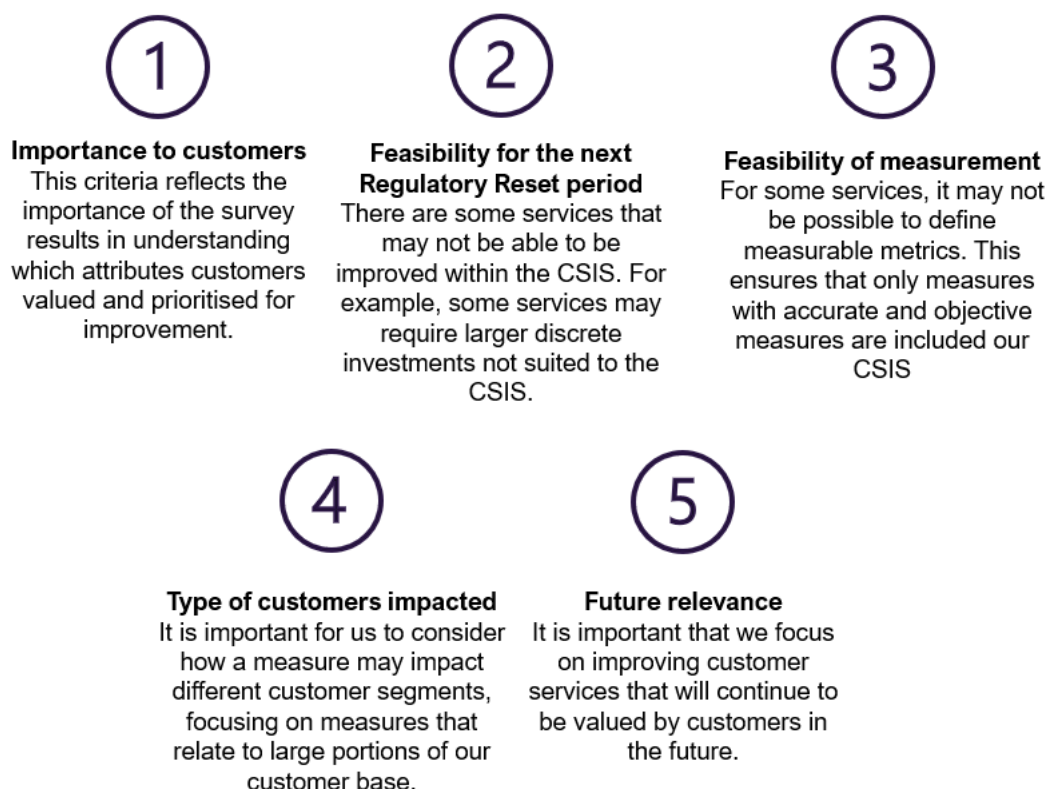 1
Importance to customers
This criteria reflects the
importance of the survey
results in understanding
which attributes customers
valued and prioritised for
improvement.
2
Feasibility for the next
Regulatory Reset period
There are some services that
may not be able to be
improved within the CSIS. For
example, some services may
require larger discrete
investments not suited to the
CSIS.
3
Feasibility of measurement
For some services, it may not
be possible to define
measurable metrics. This
ensures that only measures
with accurate and objective
measures are included our
CSIS
4
Type of customers impacted
It is important for us to consider
how a measure may impact
different customer segments,
focusing on measures that
relate to large portions of our
customer base.
5
Future relevance
It is important that we focus
on improving customer
services that will continue to
be valued by customers in
the future.